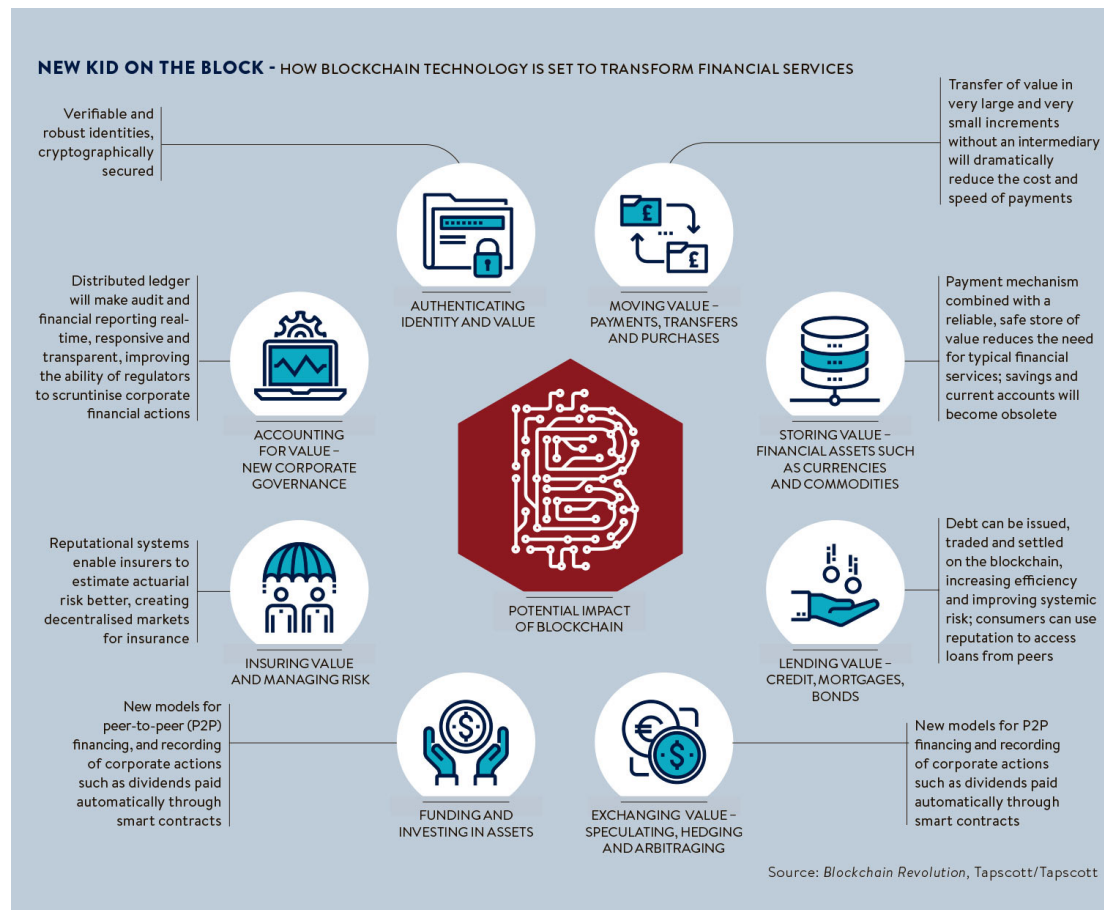 NEW KID ON THE BLOCK - HOW BLOCKCHAIN TECHNOLOGY IS SET TO TRANSFORM FINANCIAL SERVICES
Verifiable and
robust identities,
cryptographically
secured
AUTHENTICATING
IDENTITY AND VALUE
Transfer of value in
very large and very
small increments
without an intermediary
will dramatically
reduce the cost and
speed of payments
£
£
MOVING VALUE –
PAYMENTS, TRANSFERS
AND PURCHASES
Distributed ledger
will make audit and
financial reporting real-
time, responsive and
transparent, improving
the ability of regulators
to scruntinise corporate
financial actions
ACCOUNTING
FOR VALUE –
NEW CORPORATE
GOVERNANCE
Payment mechanism
combined with a
reliable, safe store of
value reduces the need
for typical financial
services; savings and
current accounts will
become obsolete
STORING VALUE –
FINANCIAL ASSETS SUCH
AS CURRENCIES
AND COMMODITIES
B
POTENTIAL IMPACT
OF BLOCKCHAIN
Reputational systems
enable insurers to
estimate actuarial
risk better, creating
decentralised markets
for insurance
INSURING VALUE
AND MANAGING RISK
Debt can be issued,
traded and settled
on the blockchain,
increasing efficiency
and improving systemic
risk; consumers can use
reputation to access
loans from peers
LENDING VALUE –
CREDIT, MORTGAGES,
BONDS
New models for
peer-to-peer (P2P)
financing, and recording
of corporate actions
such as dividends paid
automatically through
smart contracts
$
FUNDING AND
INVESTING IN ASSETS
€
$
EXCHANGING VALUE –
SPECULATING, HEDGING
AND ARBITRAGING
New models for P2P
financing and recording
of corporate actions
such as dividends paid
automatically through
smart contracts
Source: Blockchain Revolution, Tapscott/Tapscott